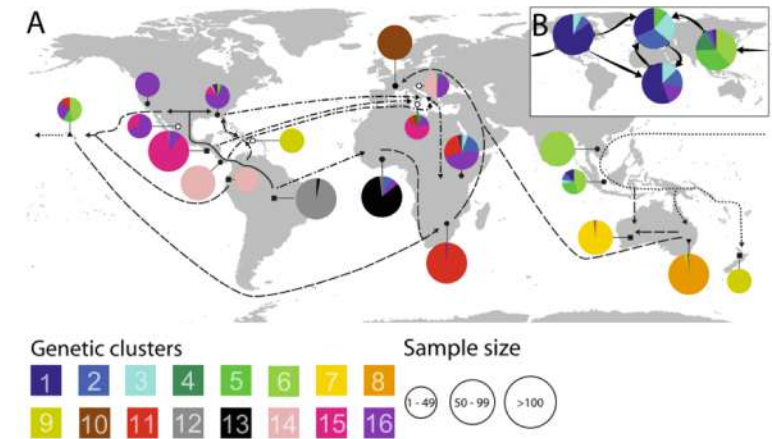 A
B
Genetic clusters
Sample size
1 2 3 4 5 6 7 8
9 10 11 12 13 14 15 16
1 - 49 50 - 99 >100